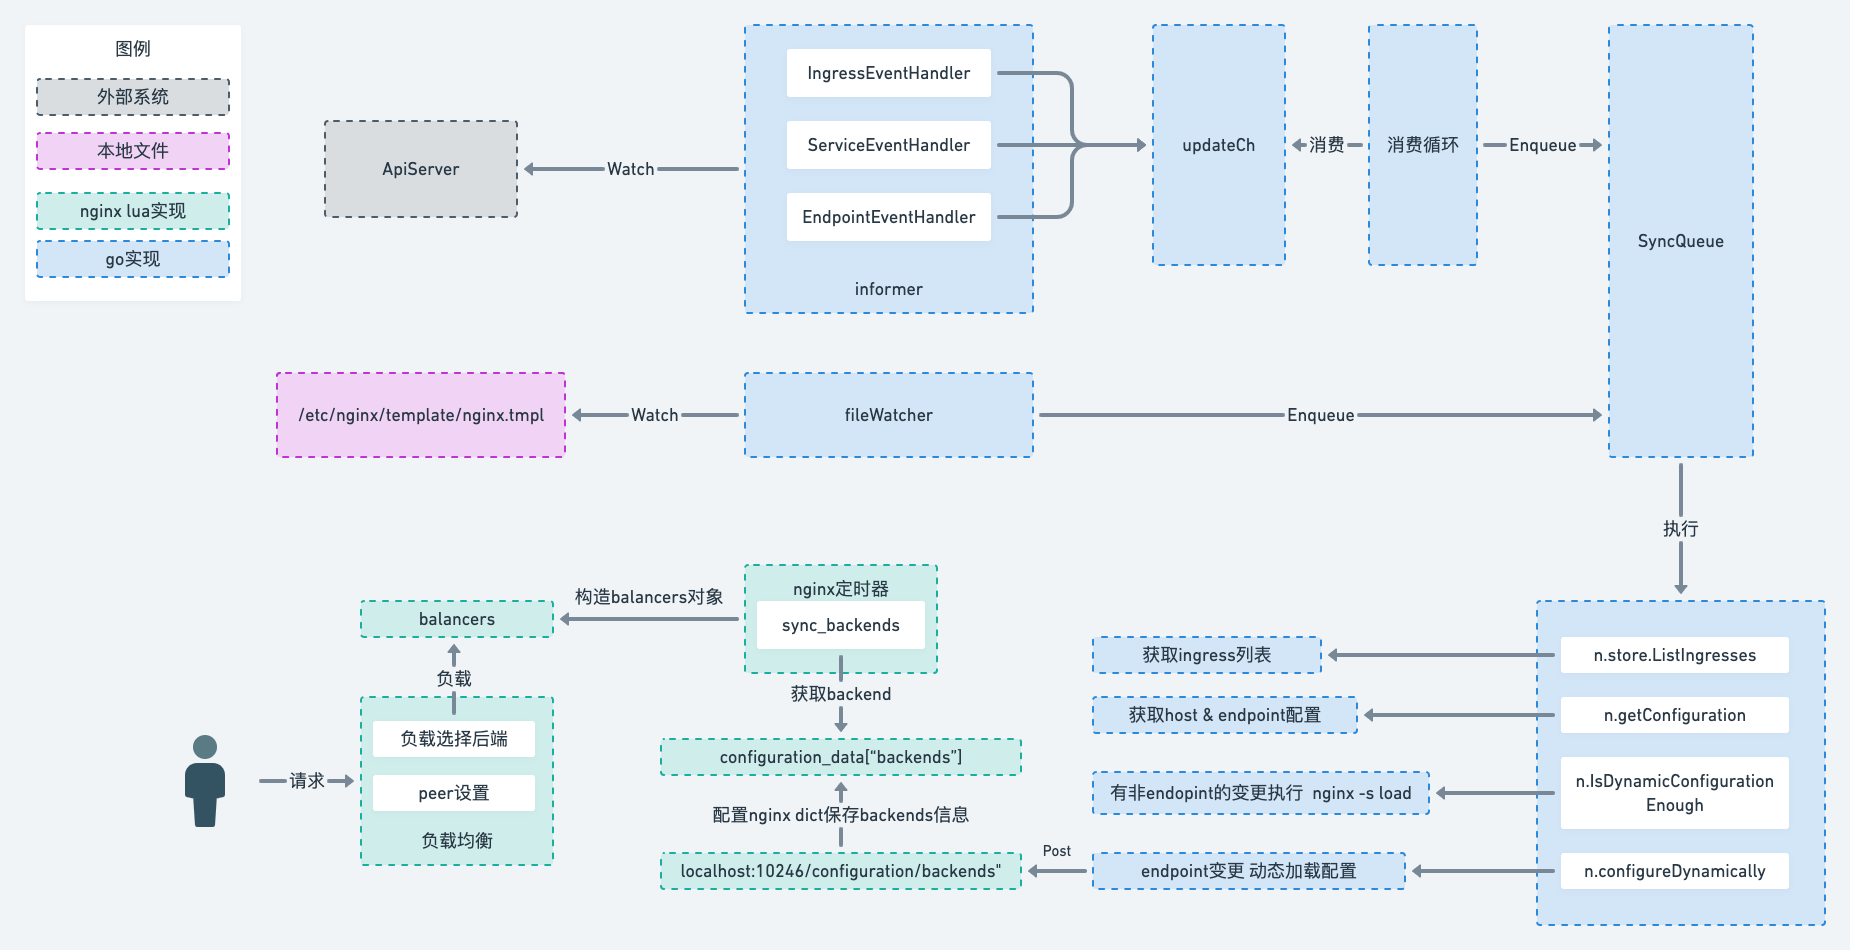 图例
外部系统
本地文件
nginx lua实现
go实现
ApiServer
Watch
IngressEventHandler
ServiceEventHandler
EndpointEventHandler
informer
updateCh
消费
消费循环
Enqueue
SyncQueue
/etc/nginx/template/nginx.tmpl
Watch
fileWatcher
Enqueue
执行
n.store.ListIngresses
n.getConfiguration
n.IsDynamicConfiguration
Enough
n.configureDynamically
获取ingress列表
获取host & endpoint配置
有非endopint的变更执行 nginx -s load
endpoint变更 动态加载配置
Post
localhost:10246/configuration/backends"
配置nginx dict保存backends信息
configuration_data[“backends”]
获取backend
nginx定时器
sync_backends
构造balancers对象
balancers
负载
负载选择后端
peer设置
负载均衡
请求